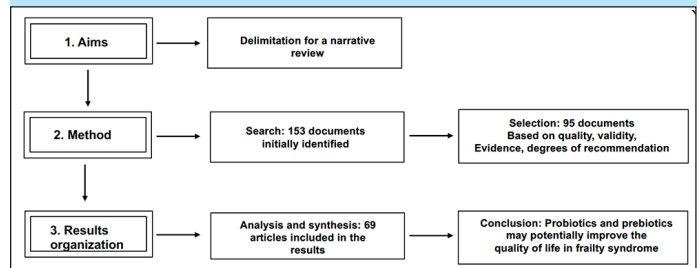 1. Aims
Delimitation for a narrative
review
2. Method
Search: 153 documents
initially identified
Selection: 95 documents
Based on quality, validity,
Evidence, degrees of recommendation
3. Results
organization
Analysis and synthesis: 69
articles included in the
results
Conclusion: Probiotics and prebiotics
may potentially improve the
quality of life in frailty syndrome